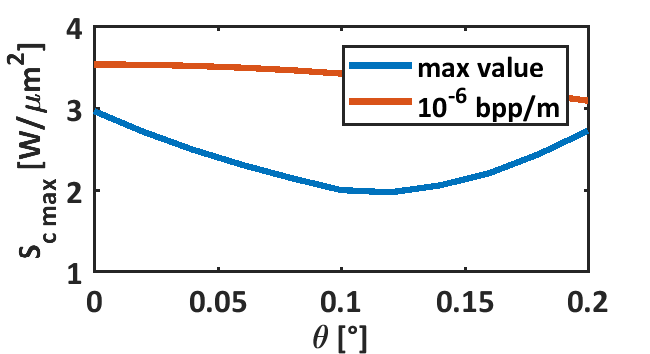 4
3
2
1
S_c max [W/μm²]
max value
10⁻⁶ bpp/m
0 0.05 0.1 0.15 0.2
θ [°]